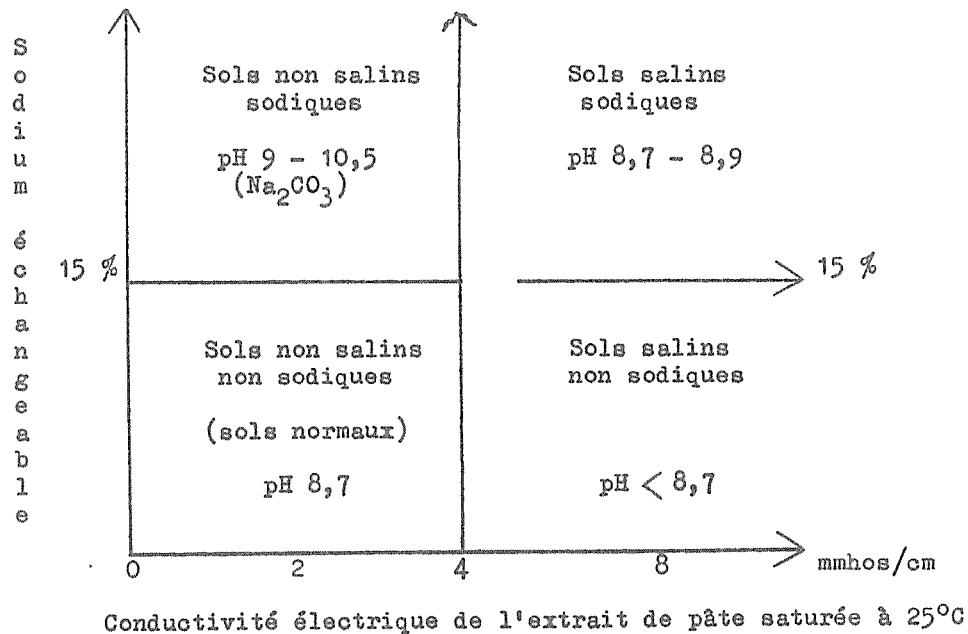 Sodium échangeable
Sols non salins
sodiques
pH 9 - 10,5
(Na2CO3)
Sols salins
sodiques
pH 8,7 - 8,9
15 %
15 %
Sols non salins
non sodiques
(sols normaux)
pH 8,7
Sols salins
non sodiques
pH < 8,7
0 2 4 8 mmhos/cm
Conductivité électrique de l'extrait de pâte saturée à 25°C